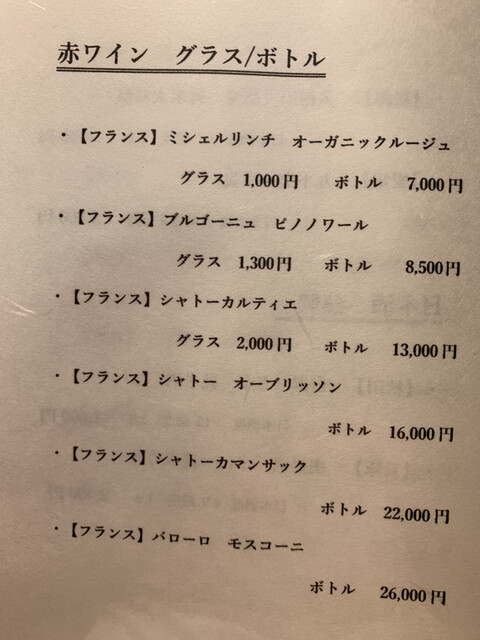 赤ワイン　グラス/ボトル
・【フランス】ミシェルリンチ　オーガニックルージュ
グラス　1,000円　　ボトル　7,000円
・【フランス】ブルゴーニュ　ピノノワール
グラス　1,300円　　ボトル　8,500円
・【フランス】シャトーカルティエ
グラス　2,000円　　ボトル　13,000円
・【フランス】シャトー　オーブリッソン
ボトル　16,000円
・【フランス】シャトーカマンサック
ボトル　22,000円
・【フランス】バローロ　モスコーニ
ボトル　26,000円